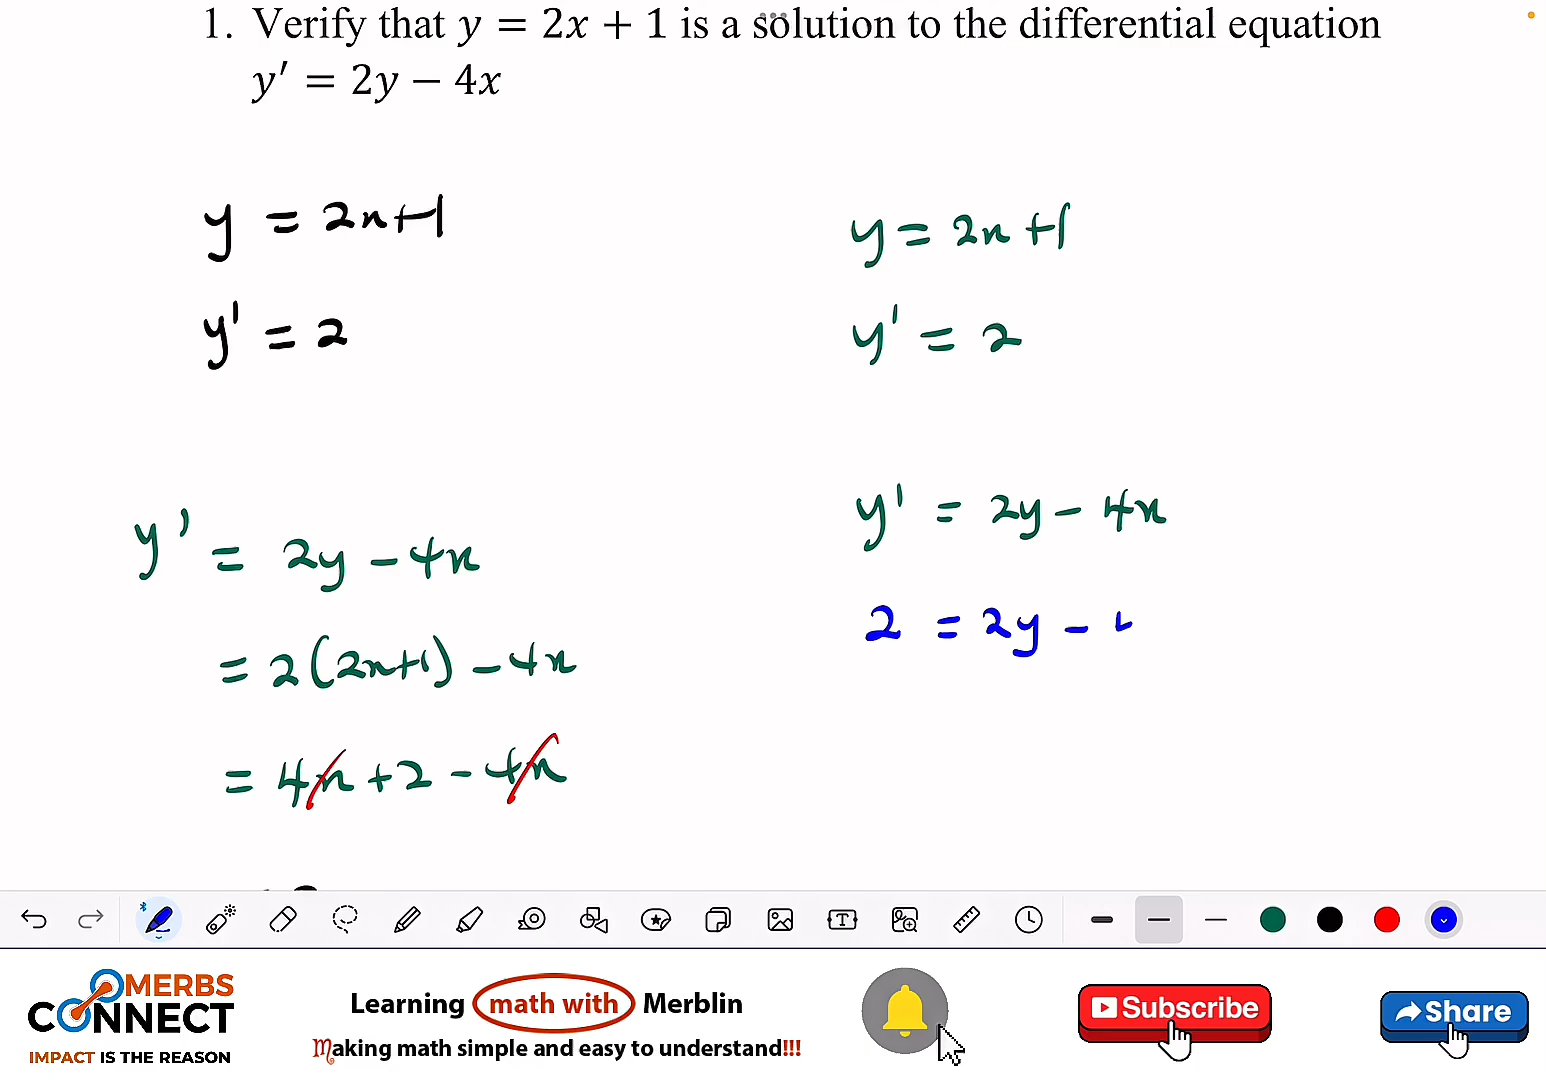 1. Verify that y = 2x + 1 is a solution to the differential equation
y′ = 2y − 4x
y = 2x+1
y' = 2
y' = 2y - 4x
= 2(2x+1) - 4x
= 4x + 2 - 4x
y = 2x+1
y' = 2
y' = 2y - 4x
2 = 2y -
MERBS
CONNECT
IMPACT IS THE REASON
Learning math with Merblin
Making math simple and easy to understand!!!
Subscribe
Share